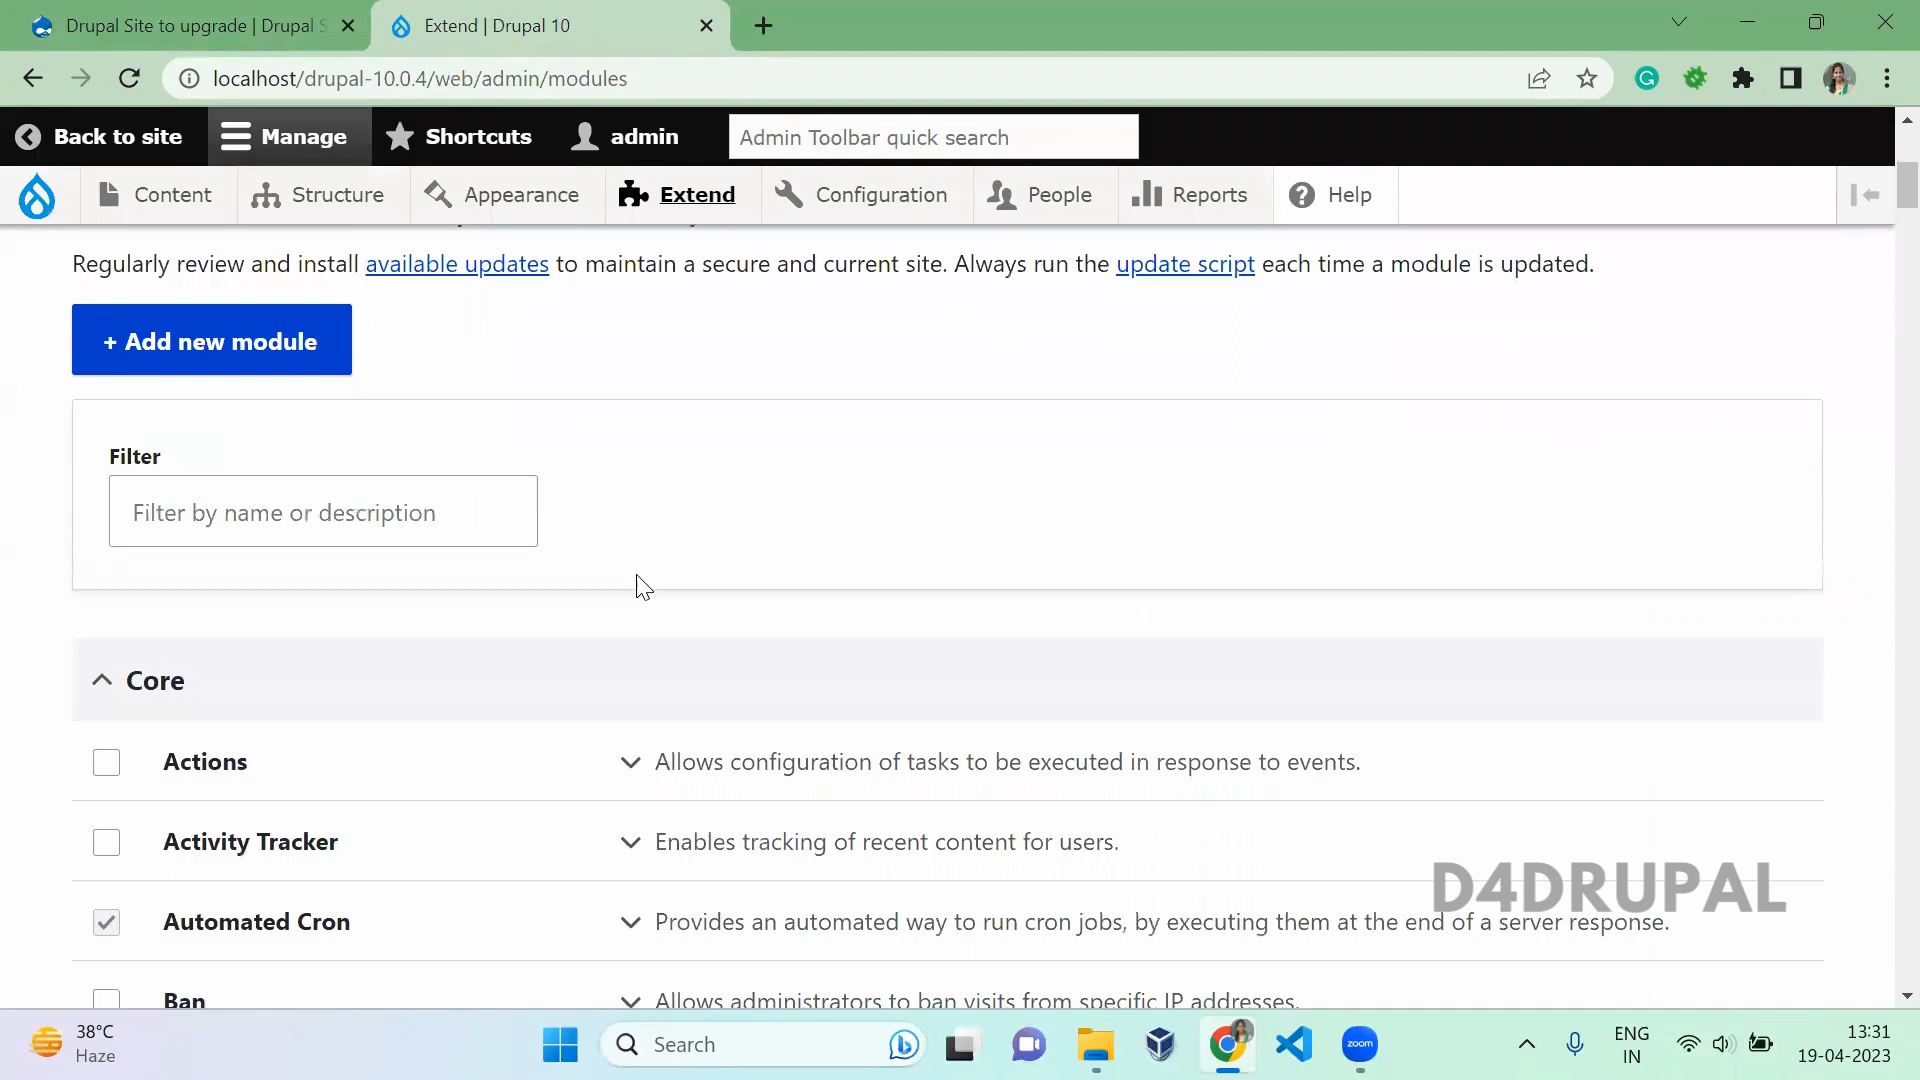 Drupal Site to upgrade | Drupal S
Extend | Drupal 10
localhost/drupal-10.0.4/web/admin/modules
Back to site
Manage
Shortcuts
admin
Admin Toolbar quick search
Content
Structure
Appearance
Extend
Configuration
People
Reports
Help
Regularly review and install available updates to maintain a secure and current site. Always run the update script each time a module is updated.
+ Add new module
Filter
Filter by name or description
Core
Actions
Allows configuration of tasks to be executed in response to events.
Activity Tracker
Enables tracking of recent content for users.
D4DRUPAL
Automated Cron
Provides an automated way to run cron jobs, by executing them at the end of a server response.
Ban
Allows administrators to ban visits from specific IP addresses.
38°C
Haze
Search
zoom
ENG
IN
13:31
19-04-2023